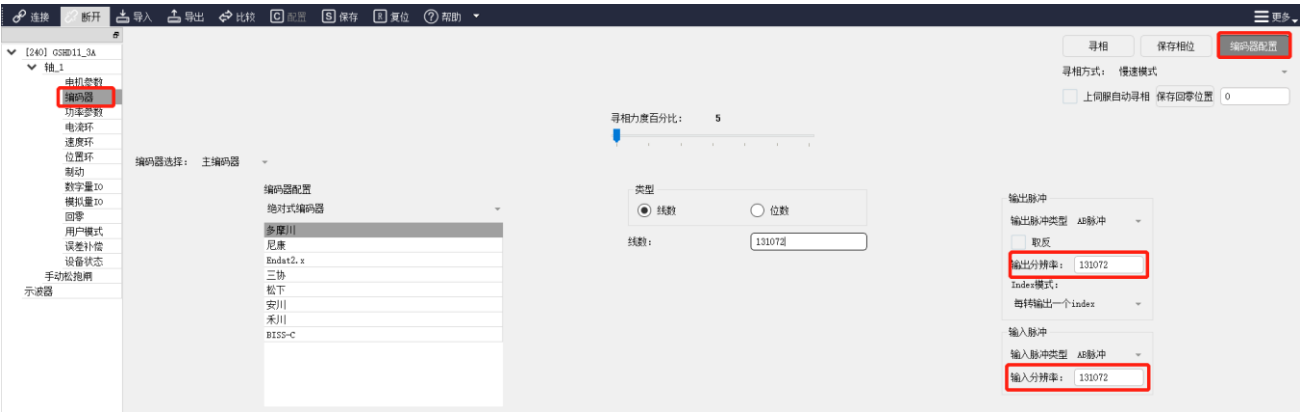 连接 断开 导入 导出 比较 C 配置 S 保存 R 复位 ? 帮助 更多
[240] GSHD11_3A
轴_1
电机参数
编码器
功率参数
电流环
速度环
位置环
制动
数字量IO
模拟量IO
回零
用户模式
误差补偿
设备状态
手动松抱闸
示波器
寻相 保存相位 编码器配置
寻相方式: 慢速模式
上伺服自动寻相 保存回零位置 0
寻相力度百分比: 5
编码器选择: 主编码器
编码器配置
绝对式编码器
多摩川
尼康
Endat2.x
三协
松下
安川
禾川
BISS-C
类型
线数 位数
线数: 131072
输出脉冲
输出脉冲类型 AB脉冲
取反
输出分辨率: 131072
Index模式:
每转输出一个index
输入脉冲
输入脉冲类型 AB脉冲
输入分辨率: 131072